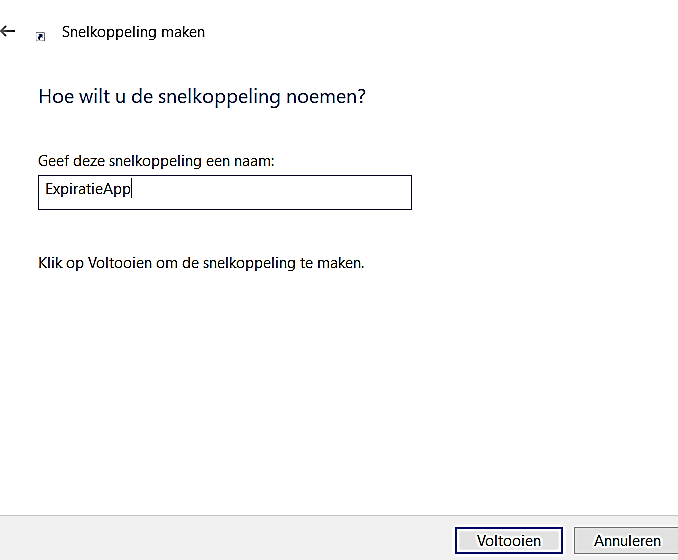 Snelkoppeling maken
Hoe wilt u de snelkoppeling noemen?
Geef deze snelkoppeling een naam:
ExpiratieApp
Klik op Voltooien om de snelkoppeling te maken.
Voltooien
Annuleren